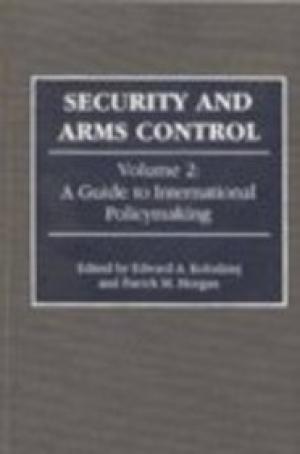 SECURITY AND
ARMS CONTROL
Volume 2:
A Guide to International
Policymaking
Edited by Edward A. Kolodziej
and Patrick M. Morgan